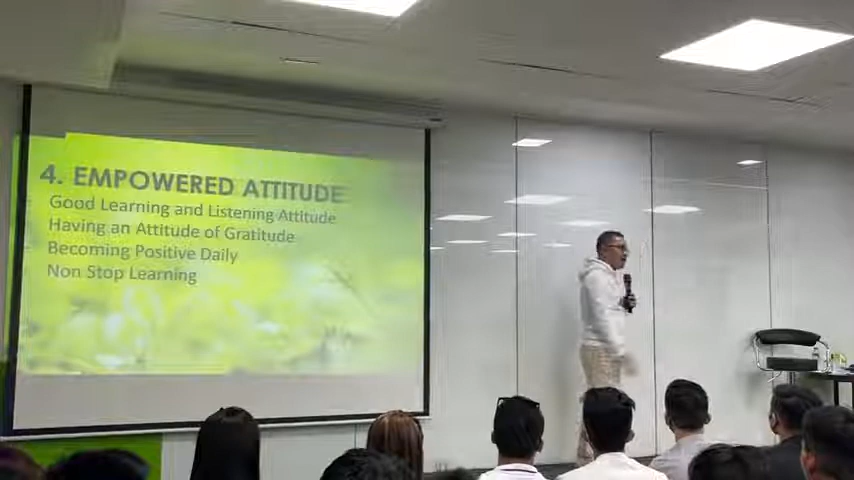 4. EMPOWERED ATTITUDE
Good Learning and Listening Attitude
Having an Attitude of Gratitude
Becoming Positive Daily
Non Stop Learning